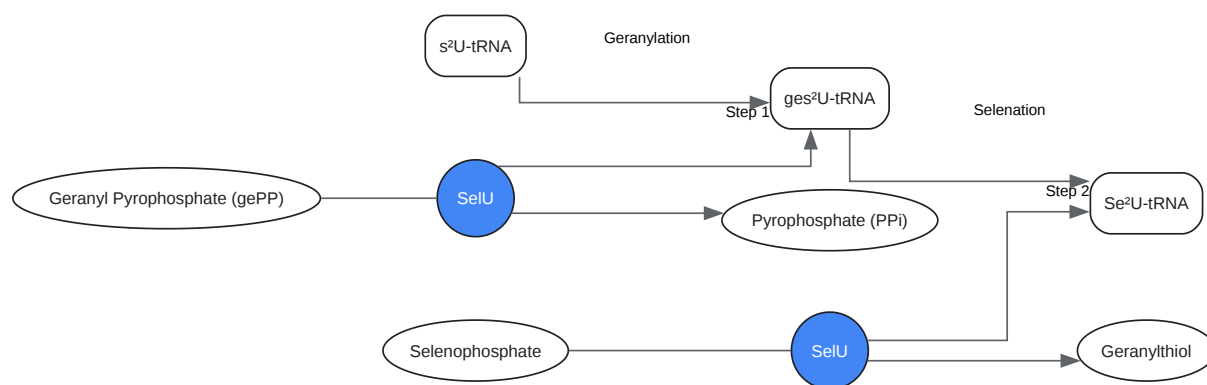 s²U-tRNA
Geranylation
ges²U-tRNA
Step 1
Selenation
Geranyl Pyrophosphate (gePP)
SelU
Pyrophosphate (PPi)
Step 2
Se²U-tRNA
Selenophosphate
SelU
Geranylthiol